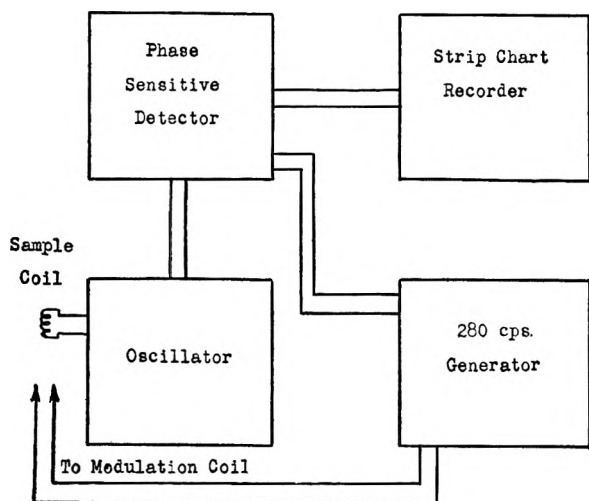 Phase
Sensitive
Detector
Strip Chart
Recorder
Sample
Coil
Oscillator
280 cps.
Generator
To Modulation Coil